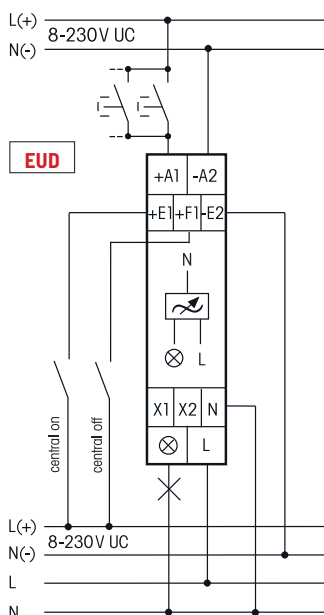 L(+)
8-230V UC
N(-)
EUD
+A1 -A2
+E1 +F1 -E2
N
L
X1 X2 N
L
central on
central off
L(+)
8-230V UC
N(-)
L
N